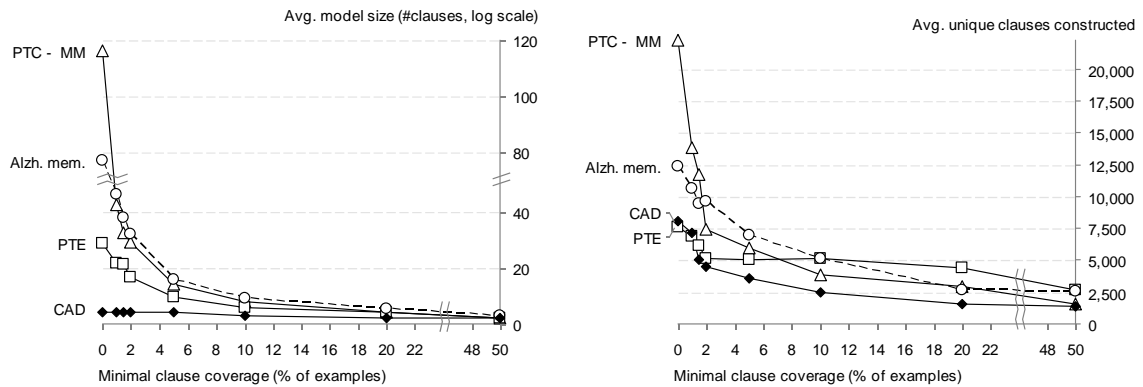 Avg. model size (#clauses, log scale)
PTC - MM
Alzh. mem.
PTE
CAD
120
100
80
40
20
0
0 2 4 6 8 10 12 14 16 18 20 22 48 50
Minimal clause coverage (% of examples)
Avg. unique clauses constructed
PTC - MM
Alzh. mem.
CAD
PTE
20,000
17,500
15,000
12,500
10,000
7,500
5,000
2,500
0
0 2 4 6 8 10 12 14 16 18 20 22 48 50
Minimal clause coverage (% of examples)